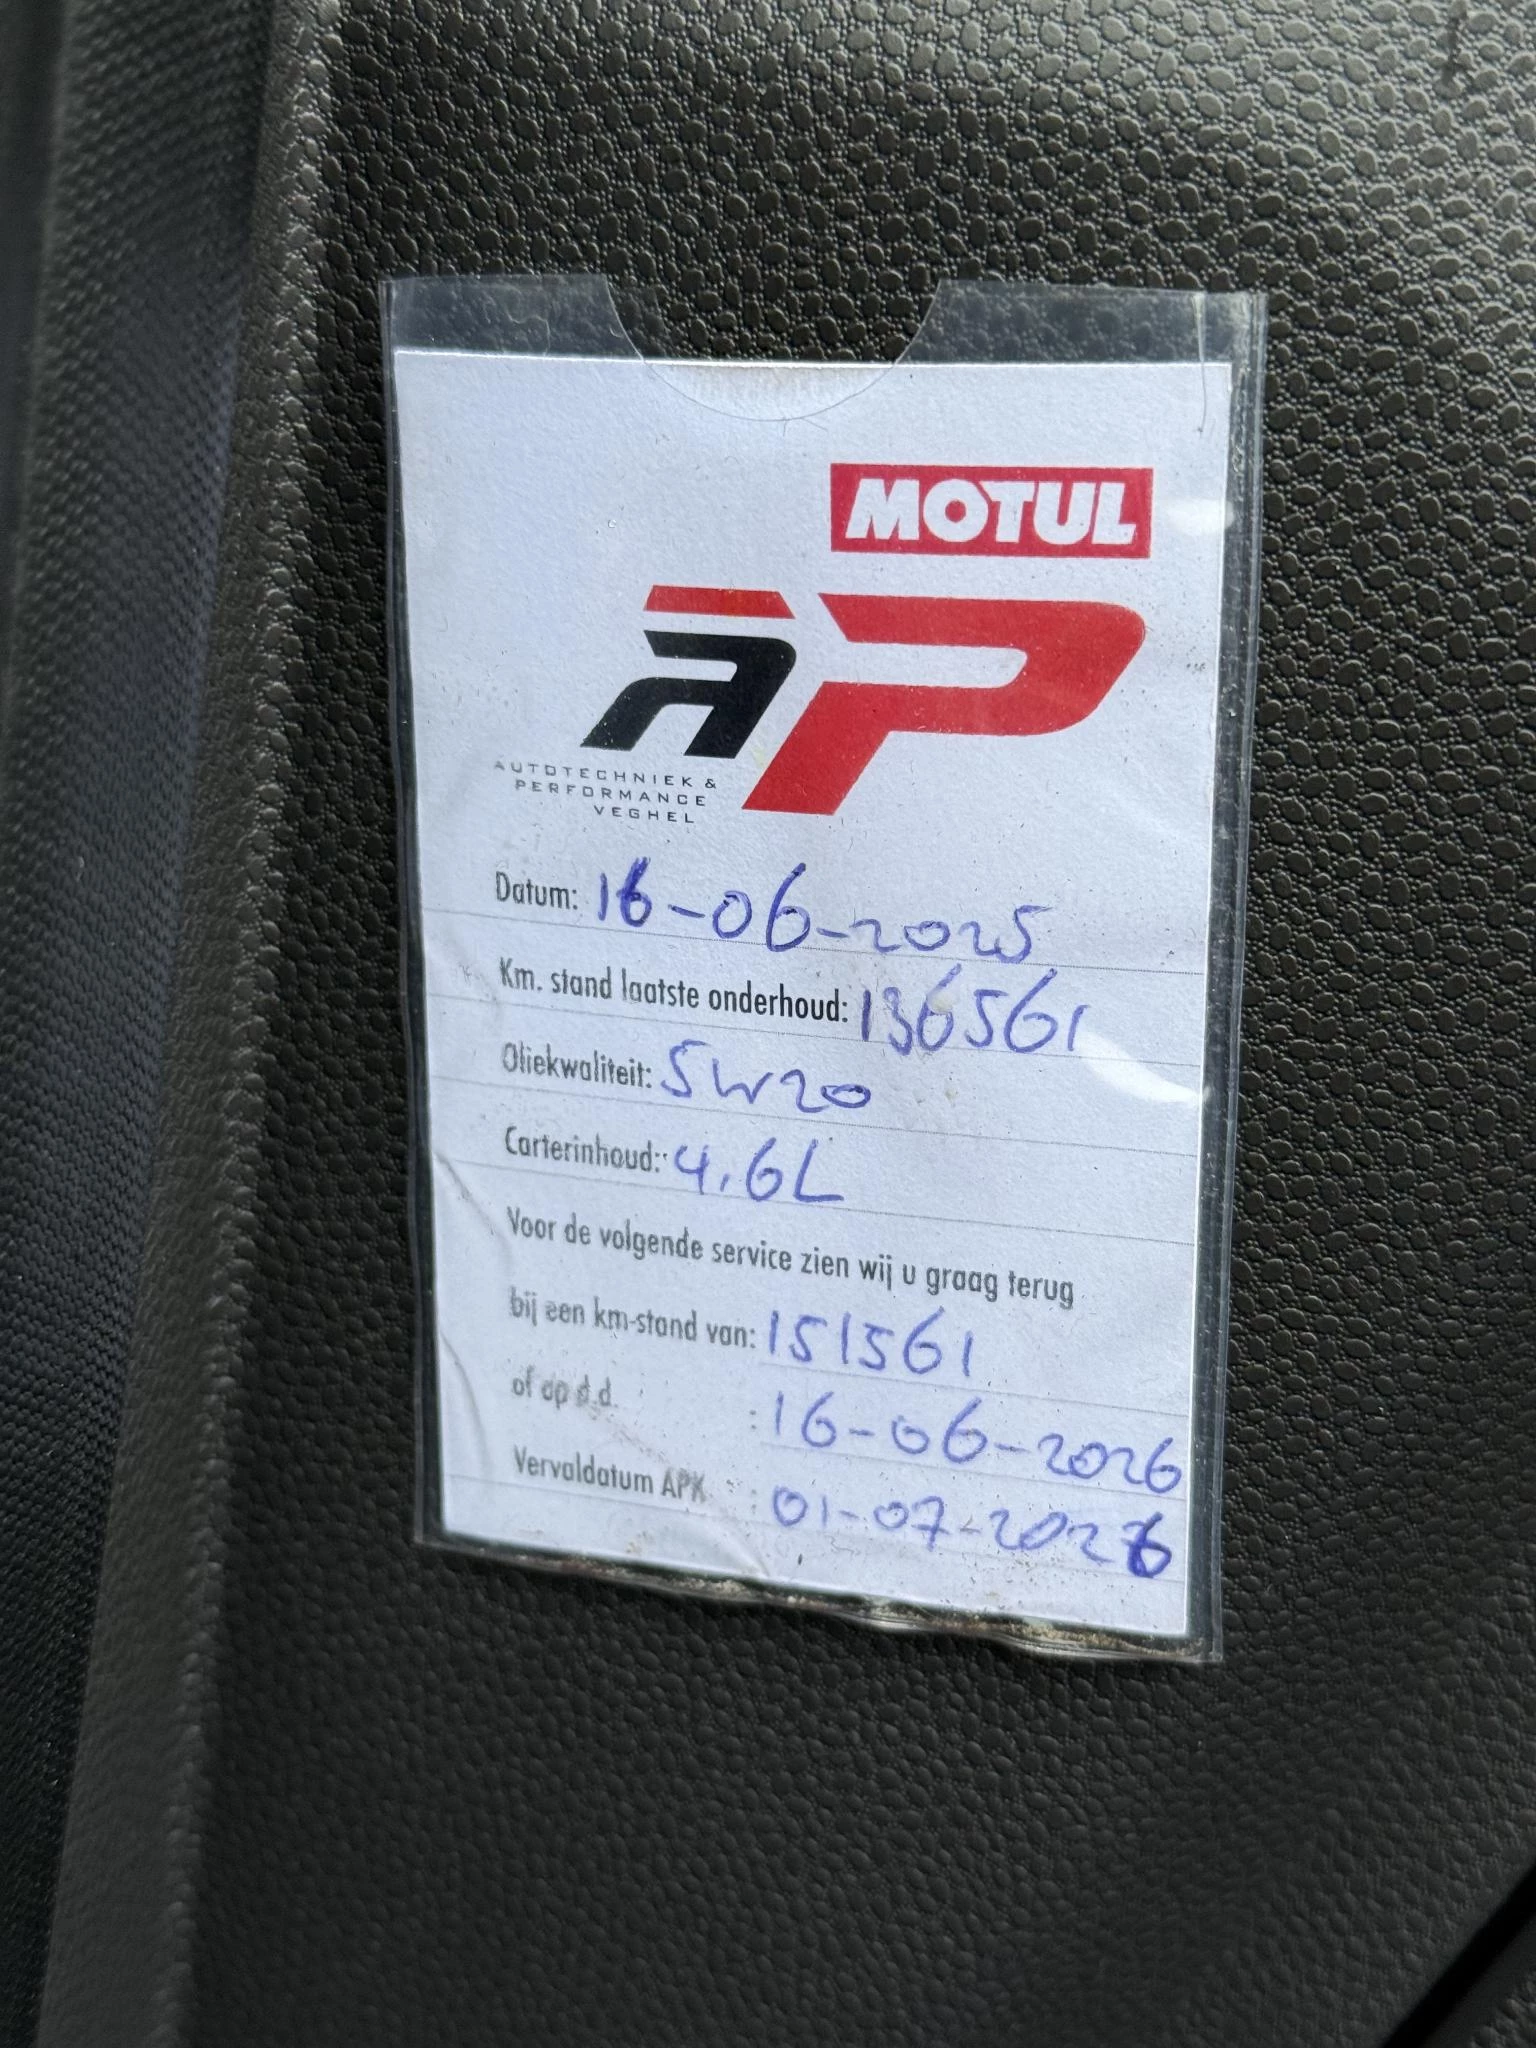 MOTUL
AP
AUTOTECHNIEK &
PERFORMANCE
VEGHEL
Datum: 16-06-2025
Km. stand laatste onderhoud: 136561
Oliekwaliteit: 5W20
Carterinhoud: 4.6L
Voor de volgende service zien wij u graag terug
bij een km-stand van: 151561
of op d.d. : 16-06-2026
Vervaldatum APK : 01-07-2026